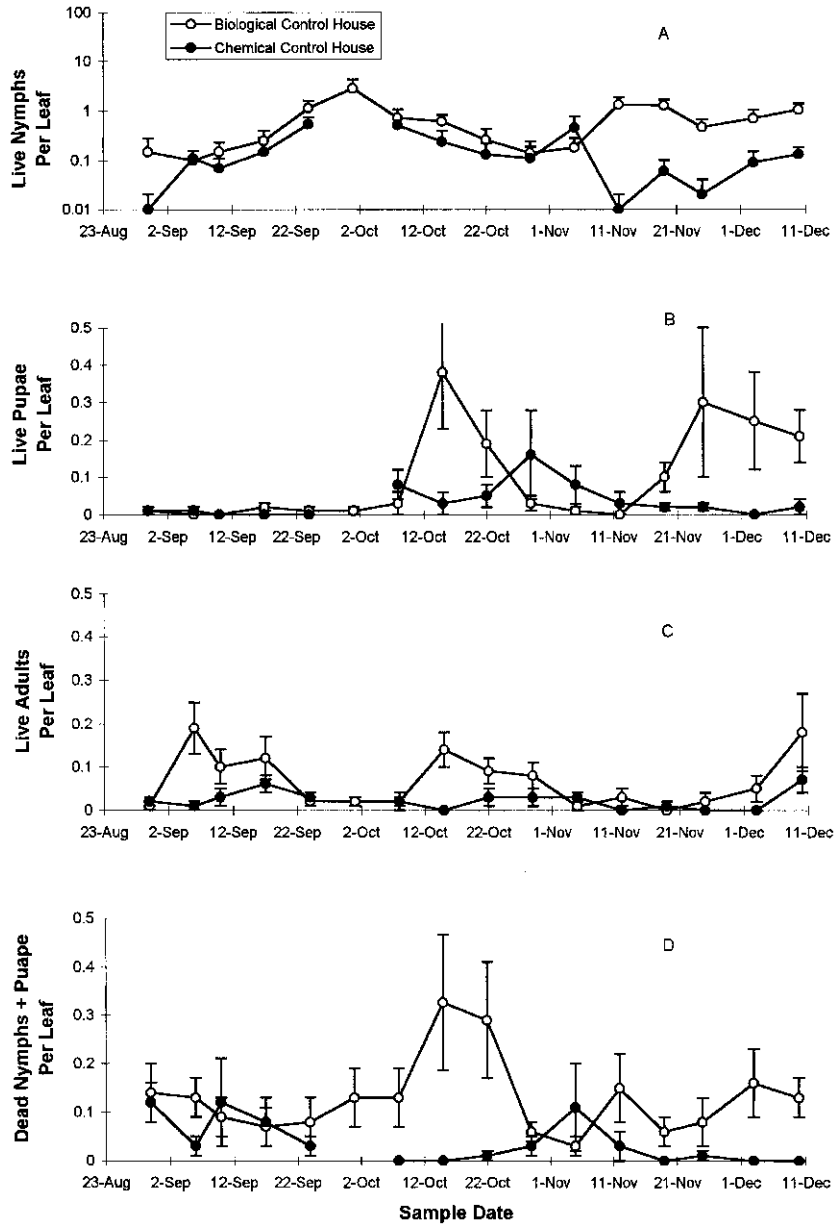 Biological Control House
Chemical Control House
A
Live Nymphs
Per Leaf
100
10
1
0.1
0.01
23-Aug 2-Sep 12-Sep 22-Sep 2-Oct 12-Oct 22-Oct 1-Nov 11-Nov 21-Nov 1-Dec 11-Dec
B
Live Pupae
Per Leaf
0.5
0.4
0.3
0.2
0.1
0
23-Aug 2-Sep 12-Sep 22-Sep 2-Oct 12-Oct 22-Oct 1-Nov 11-Nov 21-Nov 1-Dec 11-Dec
C
Live Adults
Per Leaf
0.5
0.4
0.3
0.2
0.1
0
23-Aug 2-Sep 12-Sep 22-Sep 2-Oct 12-Oct 22-Oct 1-Nov 11-Nov 21-Nov 1-Dec 11-Dec
D
Dead Nymphs + Puape
Per Leaf
0.5
0.4
0.3
0.2
0.1
0
23-Aug 2-Sep 12-Sep 22-Sep 2-Oct 12-Oct 22-Oct 1-Nov 11-Nov 21-Nov 1-Dec 11-Dec
Sample Date